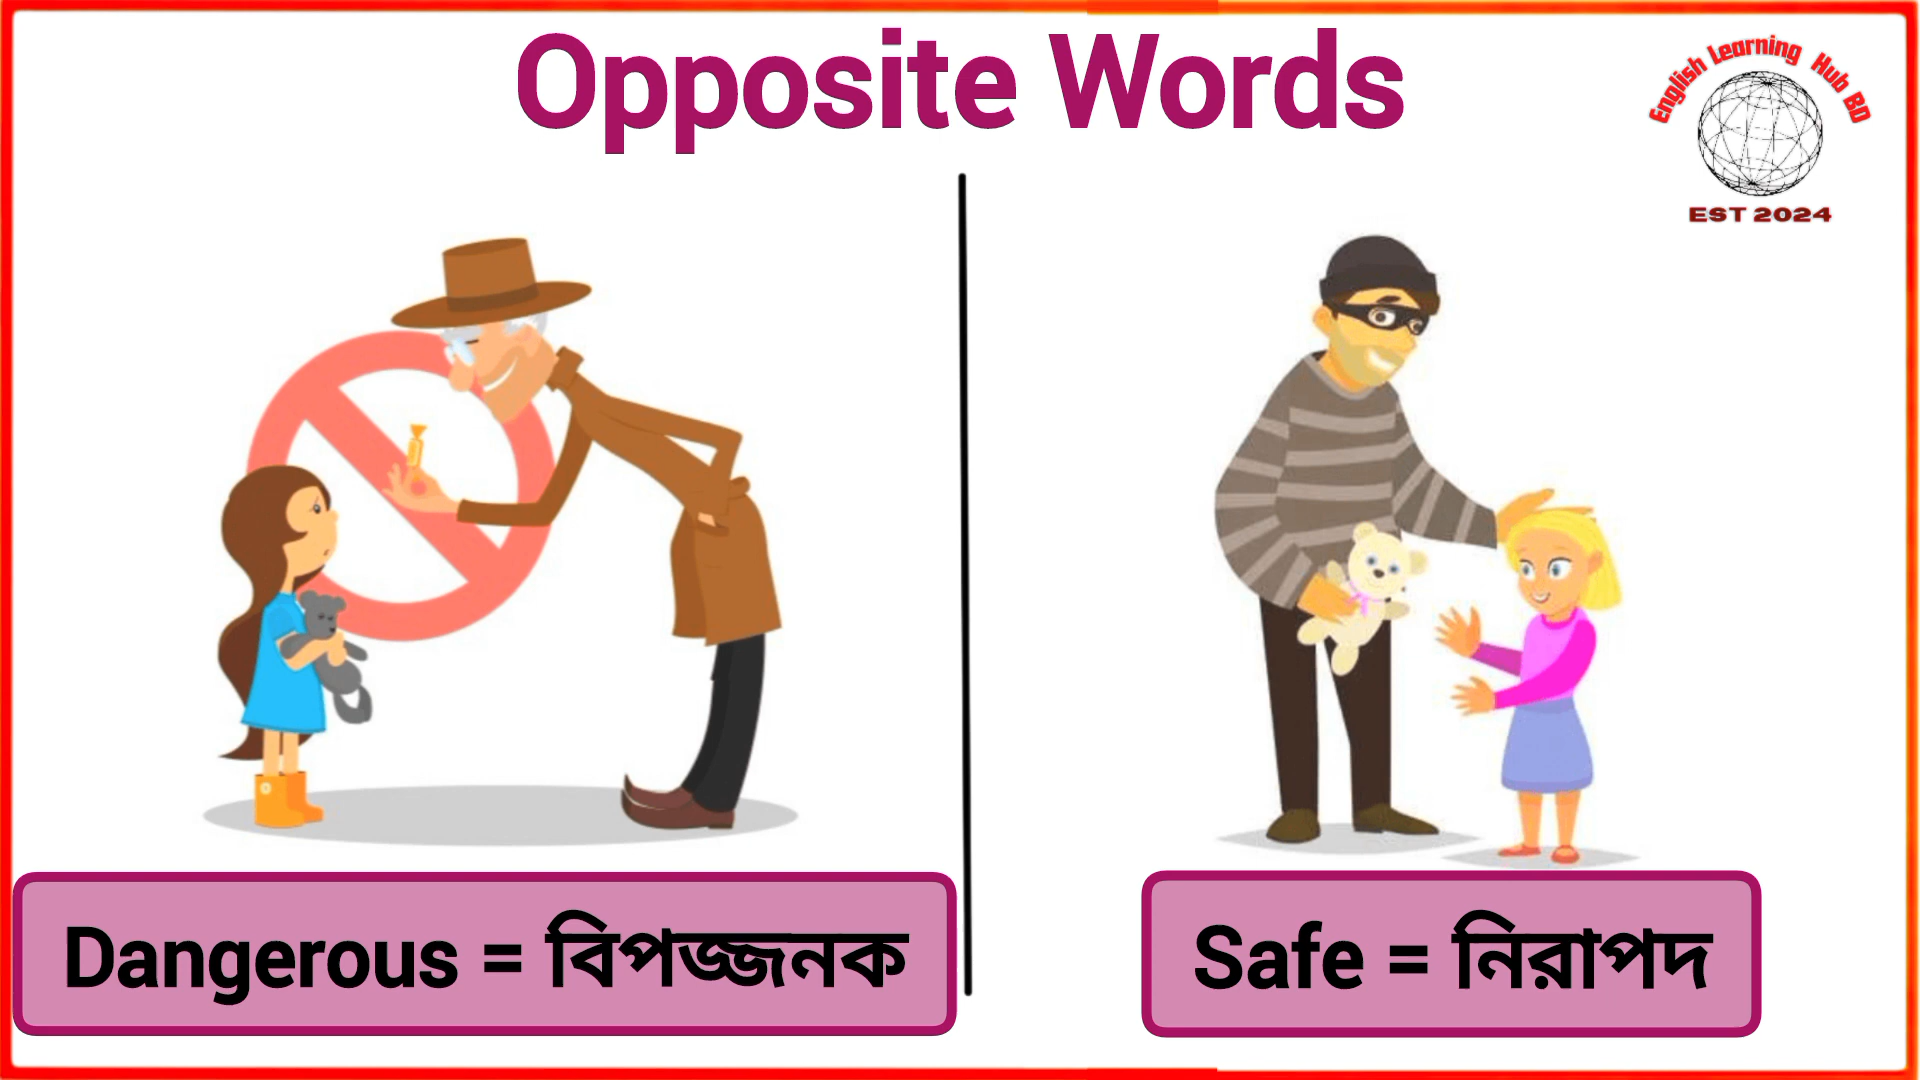 Opposite Words
English Learning Hub BD
EST 2024
Dangerous = বিপজ্জনক
Safe = নিরাপদ